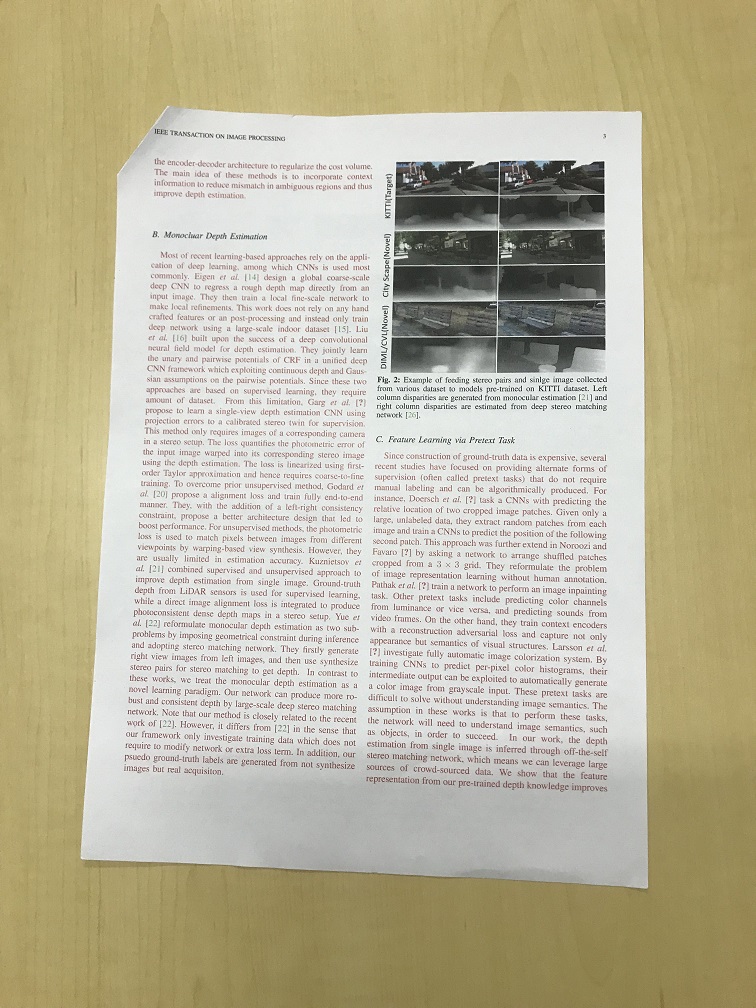 IEEE TRANSACTION ON IMAGE PROCESSING
3
the encoder-decoder architecture to regularize the cost volume.
The main idea of these methods is to incorporate context
information to reduce mismatch in ambiguous regions and thus
improve depth estimation.
B. Monocluar Depth Estimation
Most of recent learning-based approaches rely on the appli-
cation of deep learning, among which CNNs is used most
commonly. Eigen et al. [14] design a global coarse-scale
deep CNN to regress a rough depth map directly from an
input image. They then train a local fine-scale network to
make local refinements. This work does not rely on any hand
crafted features or an post-processing and instead only train
deep network using a large-scale indoor dataset [15]. Liu
et al. [16] built upon the success of a deep convolutional
neural field model for depth estimation. They jointly learn
the unary and pairwise potentials of CRF in a unified deep
CNN framework which exploiting continuous depth and Gaus-
sian assumptions on the pairwise potentials. Since these two
approaches are based on supervised learning, they require
amount of dataset. From this limitation, Garg et al. [?]
propose to learn a single-view depth estimation CNN using
projection errors to a calibrated stereo twin for supervision.
This method only requires images of a corresponding camera
in a stereo setup. The loss quantifies the photometric error of
the input image warped into its corresponding stereo image
using the depth estimation. The loss is linearized using first-
order Taylor approximation and hence requires coarse-to-fine
training. To overcome prior unsupervised method, Godard et
al. [20] propose a alignment loss and train fully end-to-end
manner. They, with the addition of a left-right consistency
constraint, propose a better architecture design that led to
boost performance. For unsupervised methods, the photometric
loss is used to match pixels between images from different
viewpoints by warping-based view synthesis. However, they
are usually limited in estimation accuracy. Kuznietsov et
al. [21] combined supervised and unsupervised approach to
improve depth estimation from single image. Ground-truth
depth from LiDAR sensors is used for supervised learning,
while a direct image alignment loss is integrated to produce
photoconsistent dense depth maps in a stereo setup. Yue et
al. [22] reformulate monocular depth estimation as two sub-
problems by imposing geometrical constraint during inference
and adopting stereo matching network. They firstly generate
right view images from left images, and then use synthesize
stereo pairs for stereo matching to get depth. In contrast to
these works, we treat the monocular depth estimation as a
novel learning paradigm. Our network can produce more ro-
bust and consistent depth by large-scale deep stereo matching
network. Note that our method is closely related to the recent
work of [22]. However, it differs from [22] in the sense that
our framework only investigate training data which does not
require to modify network or extra loss term. In addition, our
psuedo ground-truth labels are generated from not synthesize
images but real acquisiton.
KITTI(Target)
City Scape(Novel)
DIML/CVL(Novel)
Fig. 2: Example of feeding stereo pairs and sinlge image collected
from various dataset to models pre-trained on KITTI dataset. Left
column disparities are generated from monocular estimation [21] and
right column disparities are estimated from deep stereo matching
network [26].
C. Feature Learning via Pretext Task
Since construction of ground-truth data is expensive, several
recent studies have focused on providing alternate forms of
supervision (often called pretext tasks) that do not require
manual labeling and can be algorithmically produced. For
instance, Doersch et al. [?] task a CNNs with predicting the
relative location of two cropped image patches. Given only a
large, unlabeled data, they extract random patches from each
image and train a CNNs to predict the position of the following
second patch. This approach was further extend in Noroozi and
Favaro [?] by asking a network to arrange shuffled patches
cropped from a 3 × 3 grid. They reformulate the problem
of image representation learning without human annotation.
Pathak et al. [?] train a network to perform an image inpainting
task. Other pretext tasks include predicting color channels
from luminance or vice versa, and predicting sounds from
video frames. On the other hand, they train context encoders
with a reconstruction adversarial loss and capture not only
appearance but semantics of visual structures. Larsson et al.
[?] investigate fully automatic image colorization system. By
training CNNs to predict per-pixel color histograms, their
intermediate output can be exploited to automatically generate
a color image from grayscale input. These pretext tasks are
difficult to solve without understanding image semantics. The
assumption in these works is that to perform these tasks,
the network will need to understand image semantics, such
as objects, in order to succeed. In our work, the depth
estimation from single image is inferred through off-the-self
stereo matching network, which means we can leverage large
sources of crowd-sourced data. We show that the feature
representation from our pre-trained depth knowledge improves